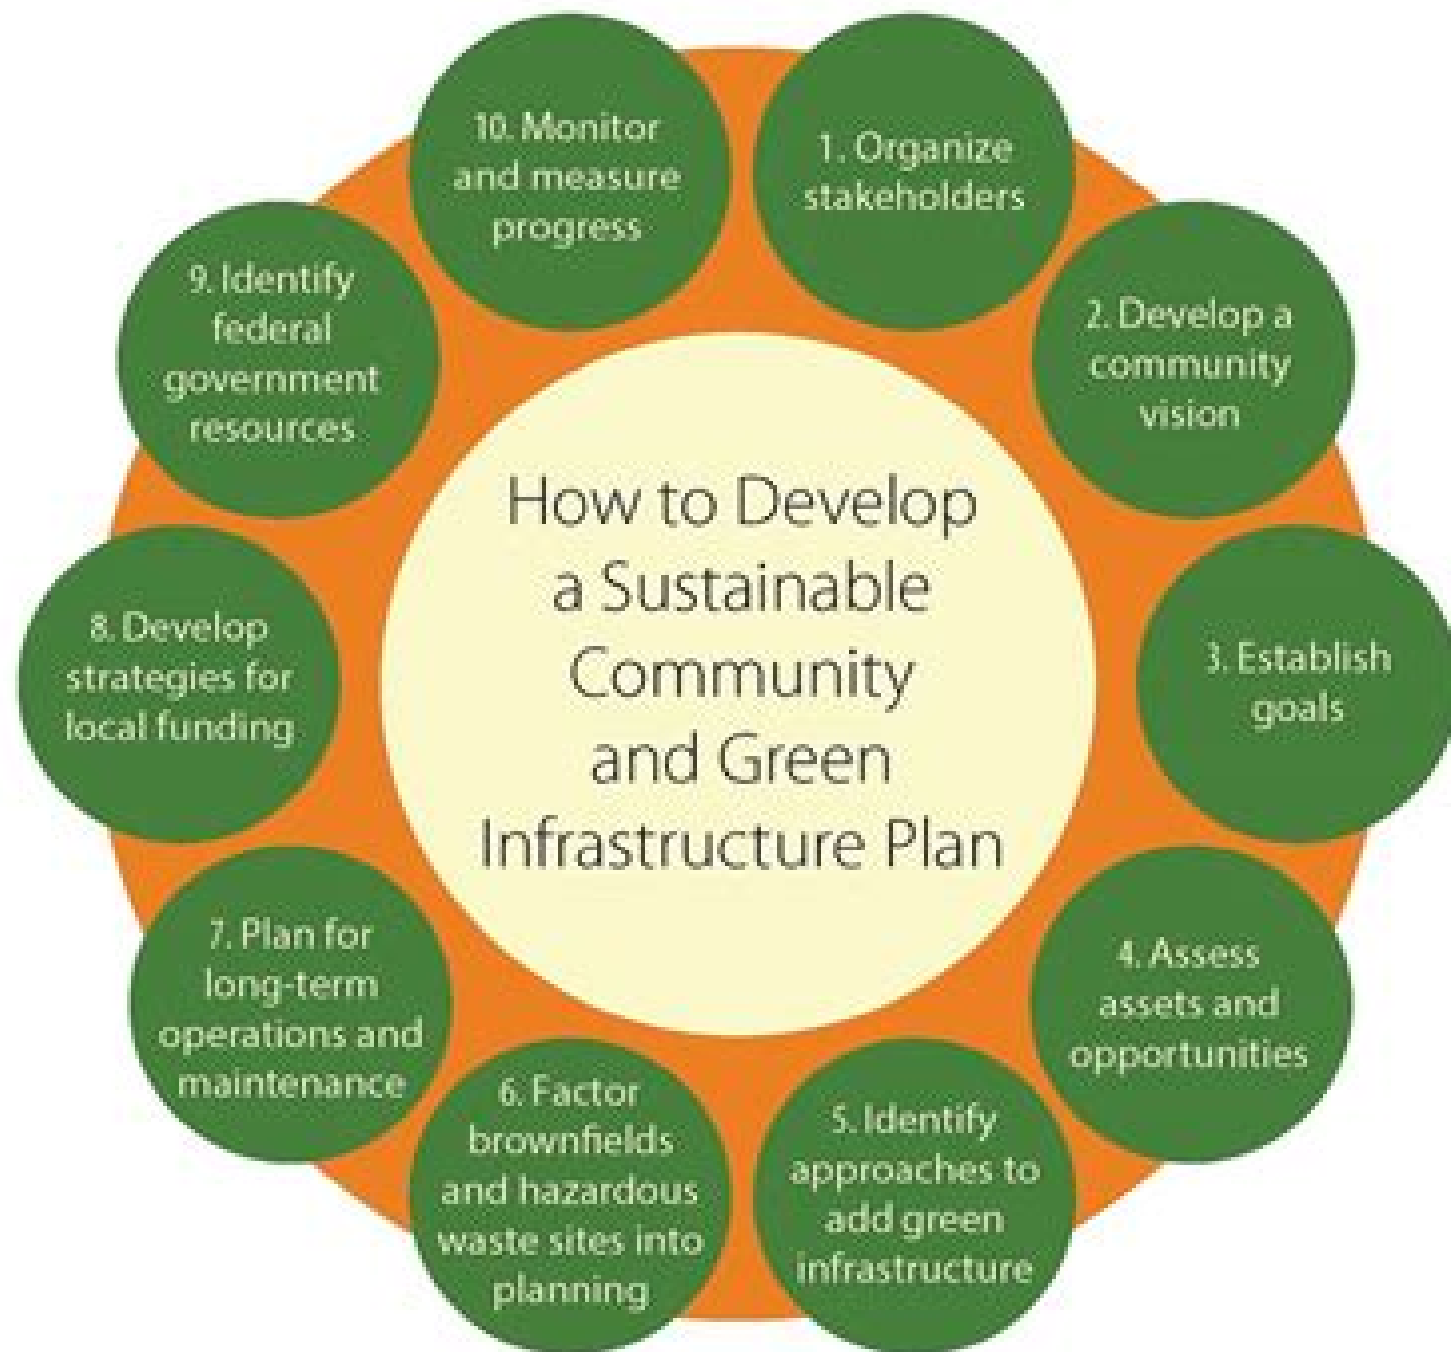 How to Develop
a Sustainable
Community
and Green
Infrastructure Plan
1. Organize
stakeholders
2. Develop a
community
vision
3. Establish
goals
4. Assess
assets and
opportunities
5. Identify
approaches to
add green
infrastructure
6. Factor
brownfields
and hazardous
waste sites into
planning
7. Plan for
long-term
operations and
maintenance
8. Develop
strategies for
local funding
9. Identify
federal
government
resources
10. Monitor
and measure
progress